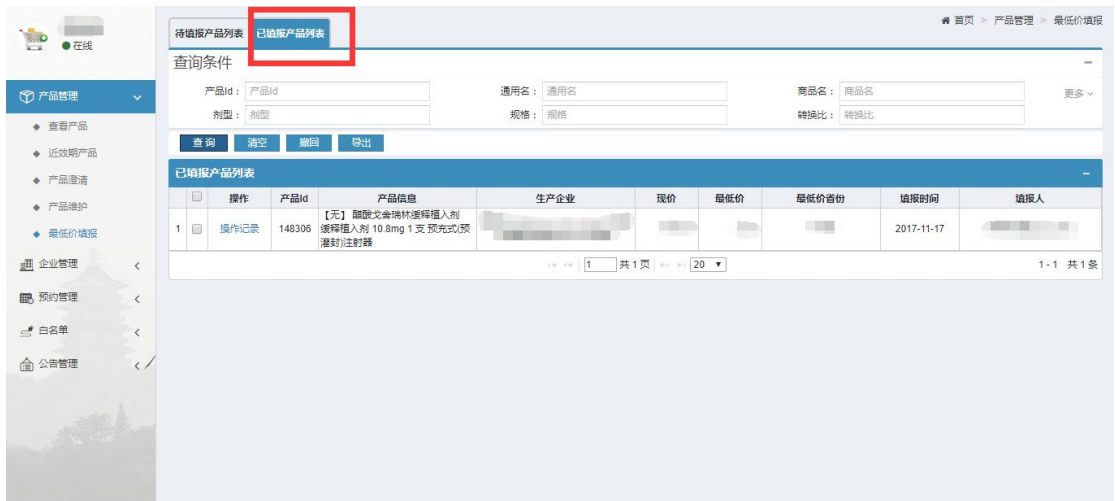 在线
待填报产品列表 已填报产品列表
首页 > 产品管理 > 最低价填报
查询条件
产品管理
查看产品
近效期产品
产品澄清
产品维护
最低价填报
企业管理
预约管理
白名单
公告管理
产品Id： 产品Id 通用名： 通用名 商品名： 商品名 更多
剂型： 剂型 规格： 规格 转换比： 转换比
查询 清空 撤回 导出
已填报产品列表
操作 产品Id 产品信息 生产企业 现价 最低价 最低价省份 填报时间 填报人
1 操作记录 148306 【无】 醋酸戈舍瑞林缓释植入剂 2017-11-17
缓释植入剂 10.8mg 1 支 预充式(预
灌封)注射器
1 共 1 页 20
1 - 1 共 1 条